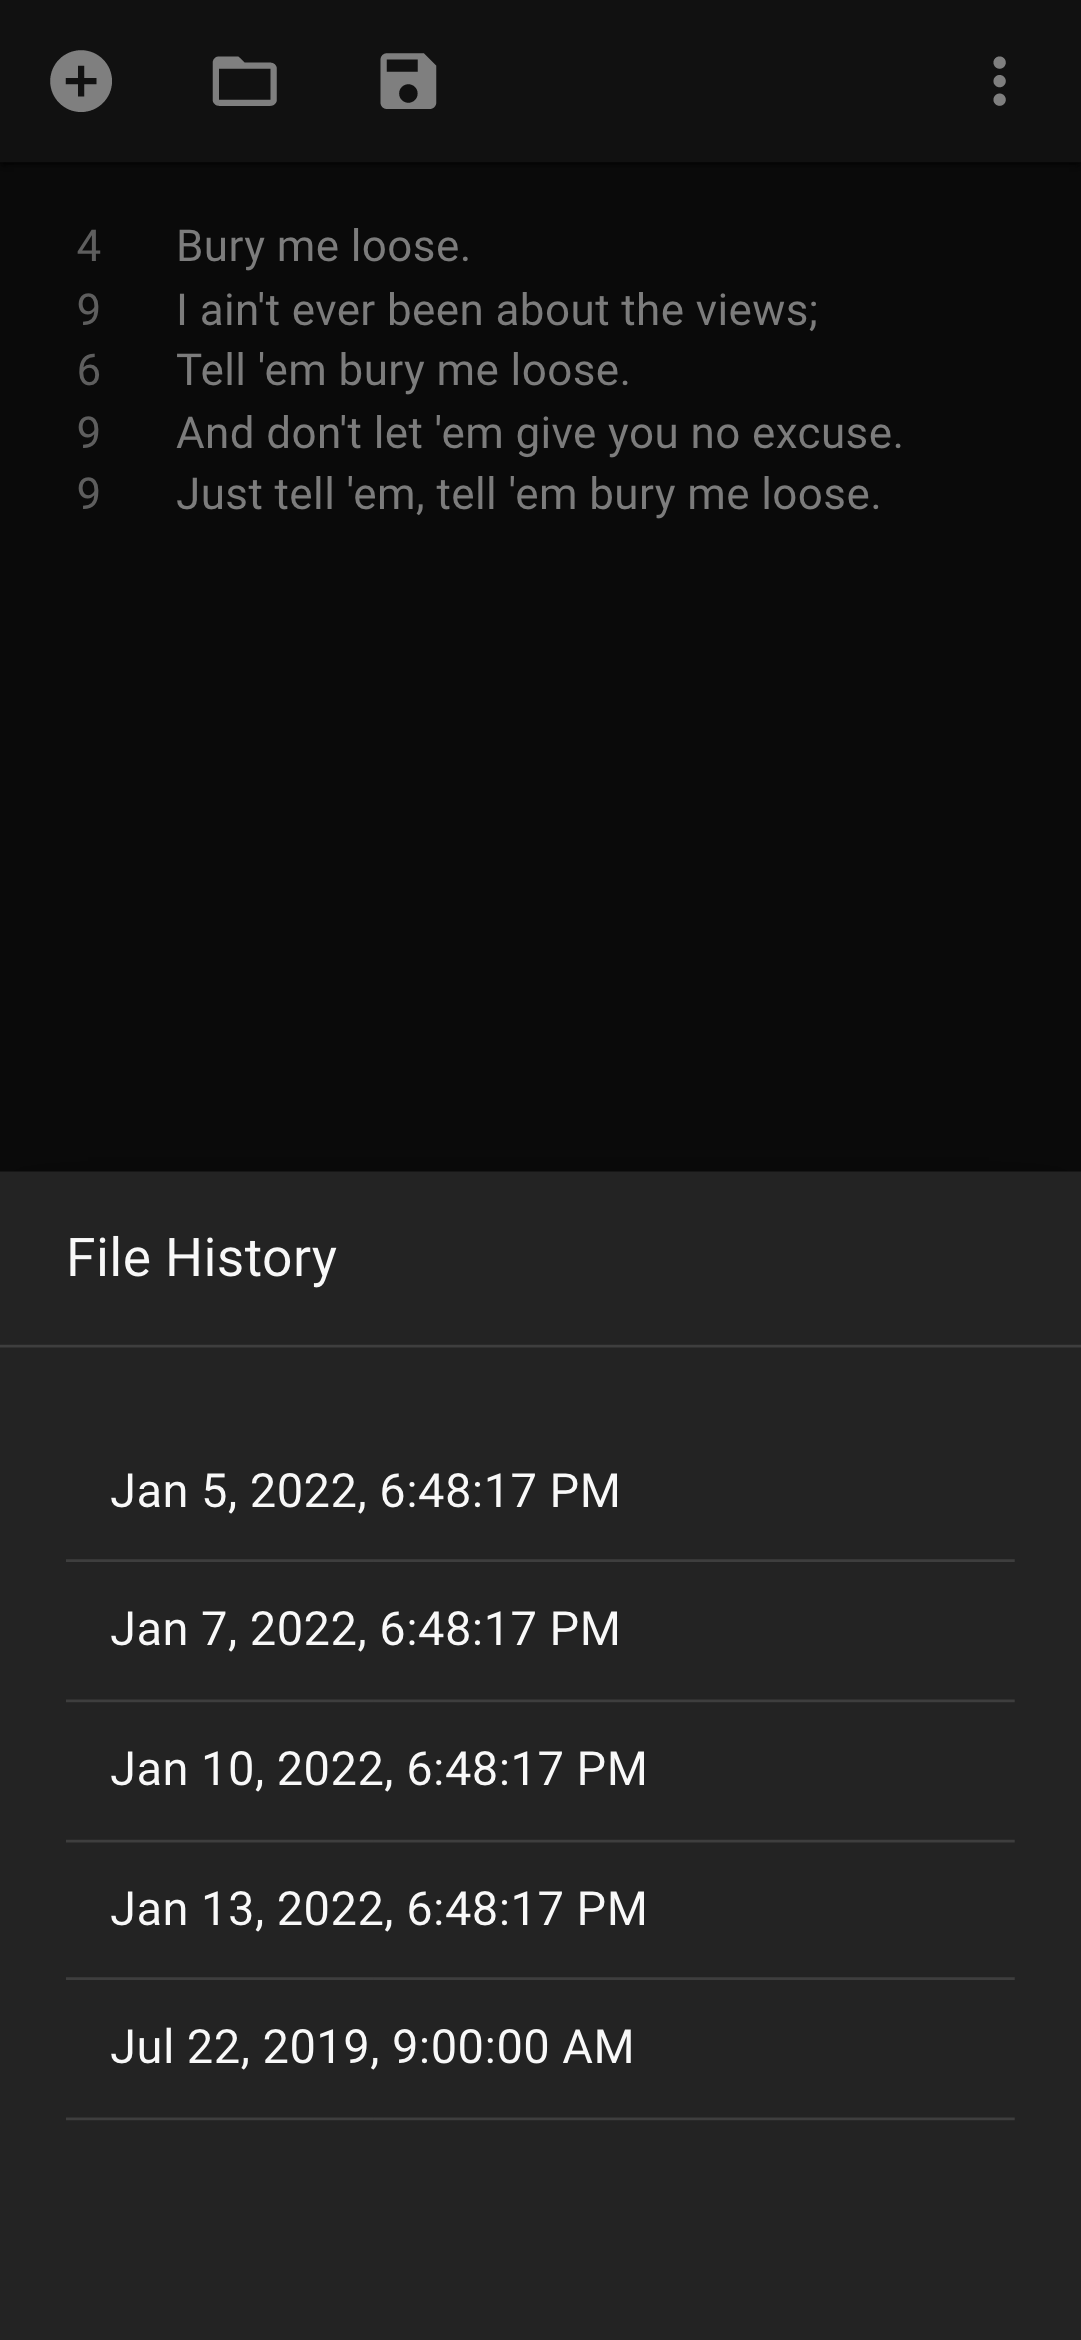 4 Bury me loose.
9 I ain't ever been about the views;
6 Tell 'em bury me loose.
9 And don't let 'em give you no excuse.
9 Just tell 'em, tell 'em bury me loose.
File History
Jan 5, 2022, 6:48:17 PM
Jan 7, 2022, 6:48:17 PM
Jan 10, 2022, 6:48:17 PM
Jan 13, 2022, 6:48:17 PM
Jul 22, 2019, 9:00:00 AM